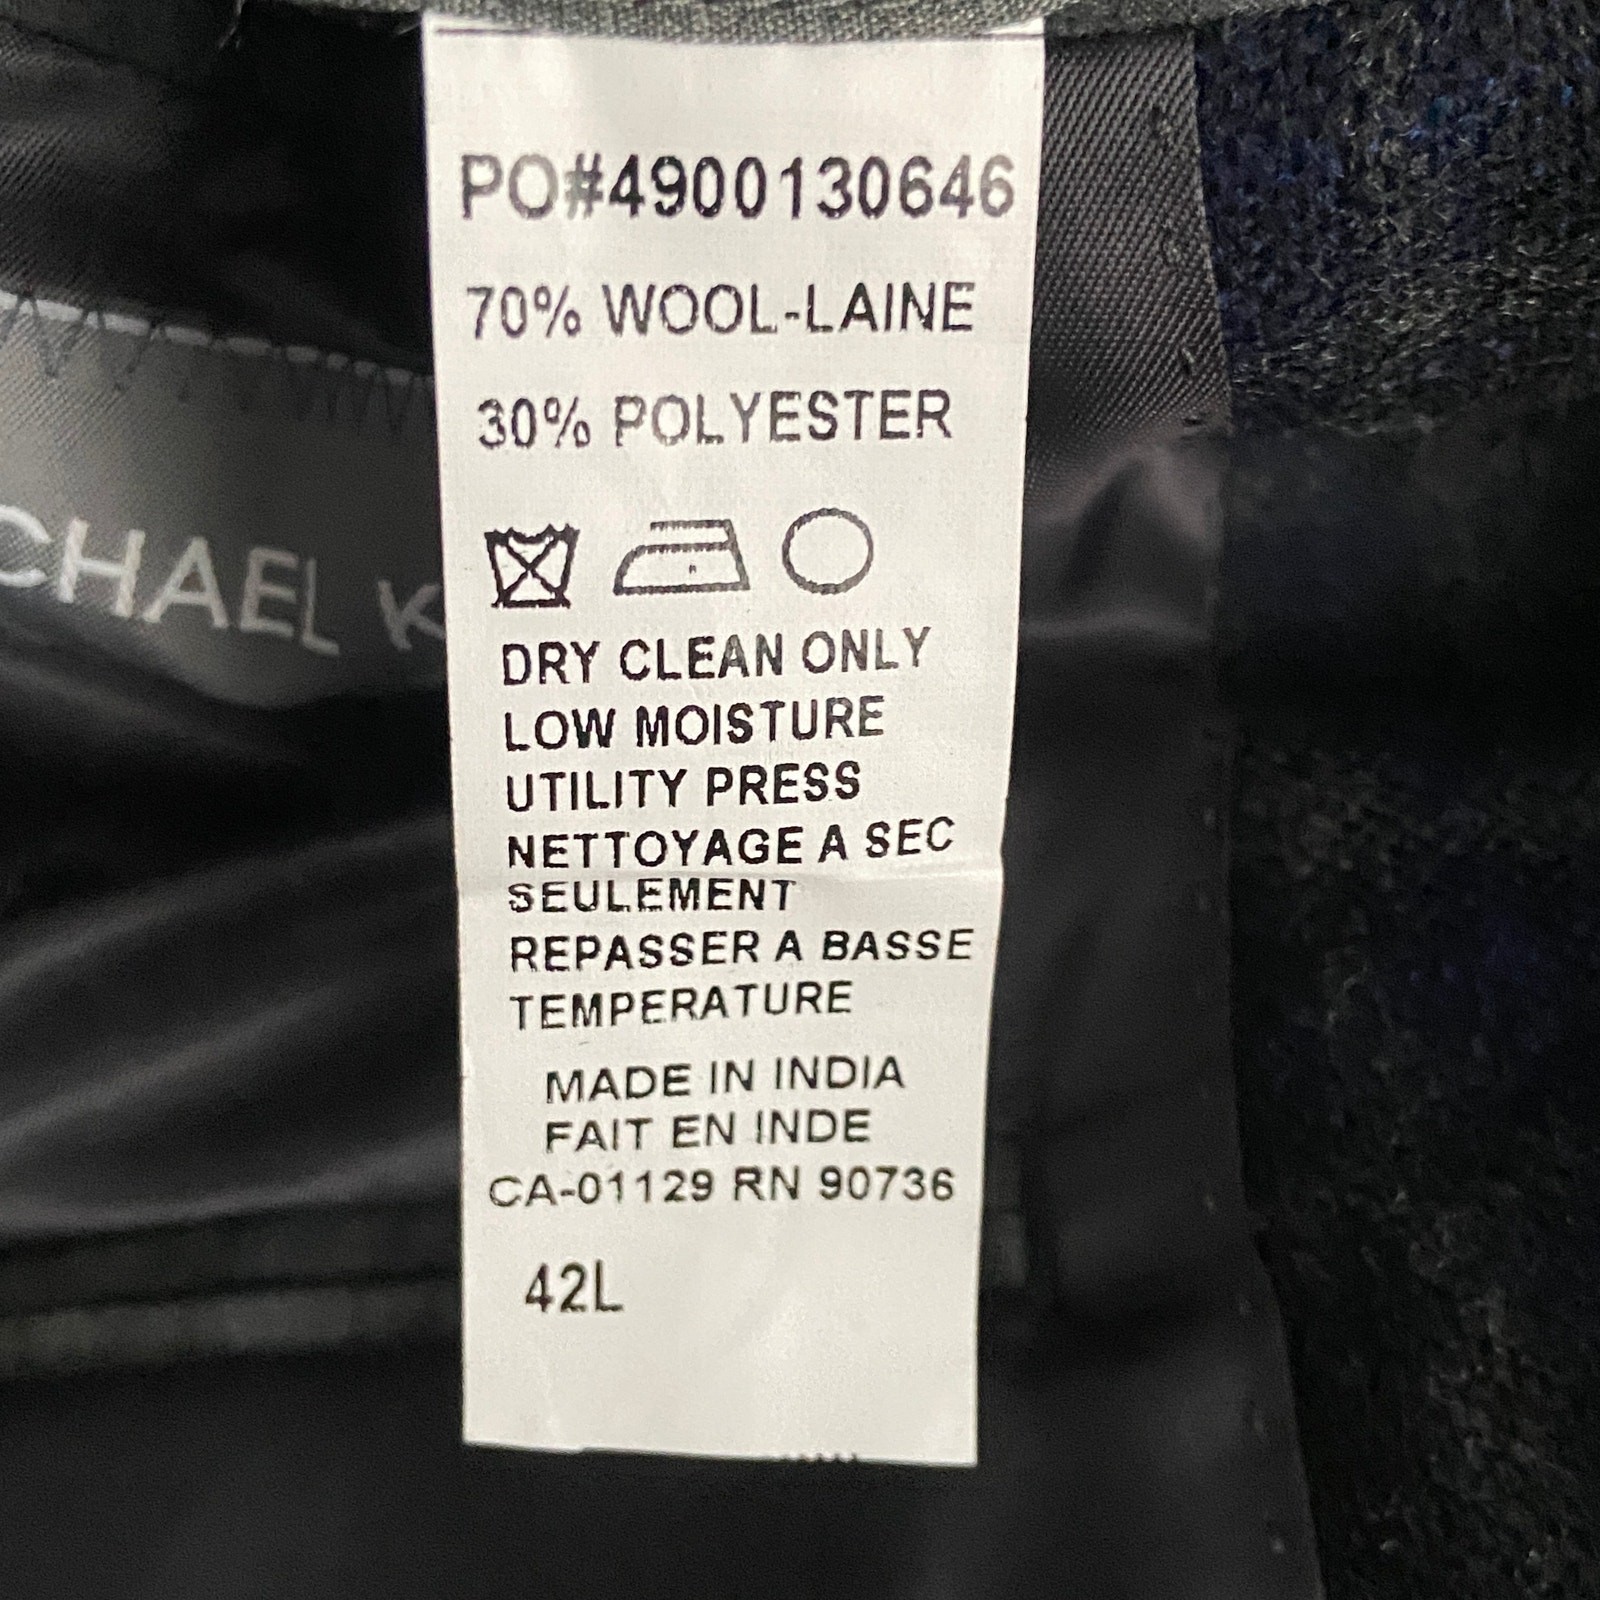 PO#4900130646
70% WOOL-LAINE
30% POLYESTER
DRY CLEAN ONLY
LOW MOISTURE
UTILITY PRESS
NETTOYAGE A SEC
SEULEMENT
REPASSER A BASSE
TEMPERATURE
MADE IN INDIA
FAIT EN INDE
CA-01129 RN 90736
42L
CHAEL K